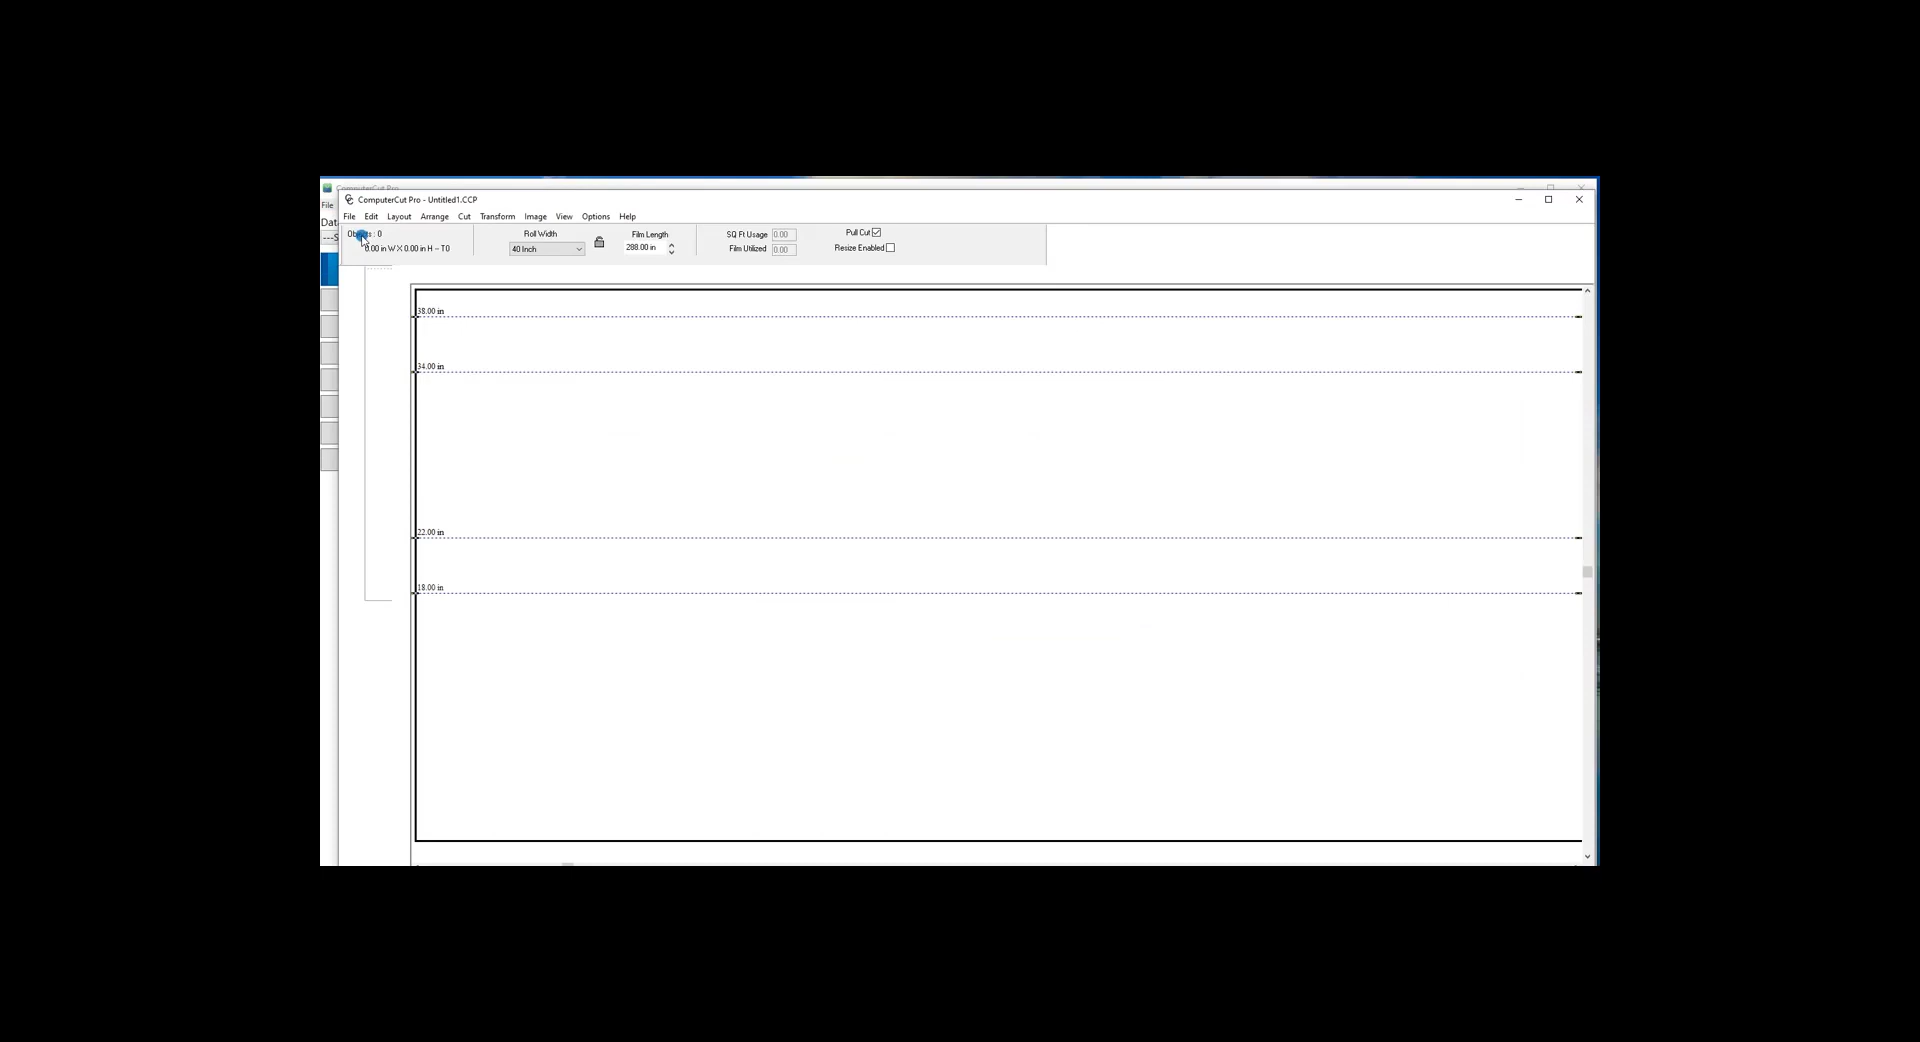 ComputerCut Pro
File
ComputerCut Pro - Untitled1.CCP
File Edit Layout Arrange Cut Transform Image View Options Help
Objects : 0
0.00 in W X 0.00 in H -- T0
Roll Width
40 Inch
Film Length
288.00 in
SQ Ft Usage 0.00
Film Utilized 0.00
Pull Cut
Resize Enabled
38.00 in
34.00 in
22.00 in
18.00 in